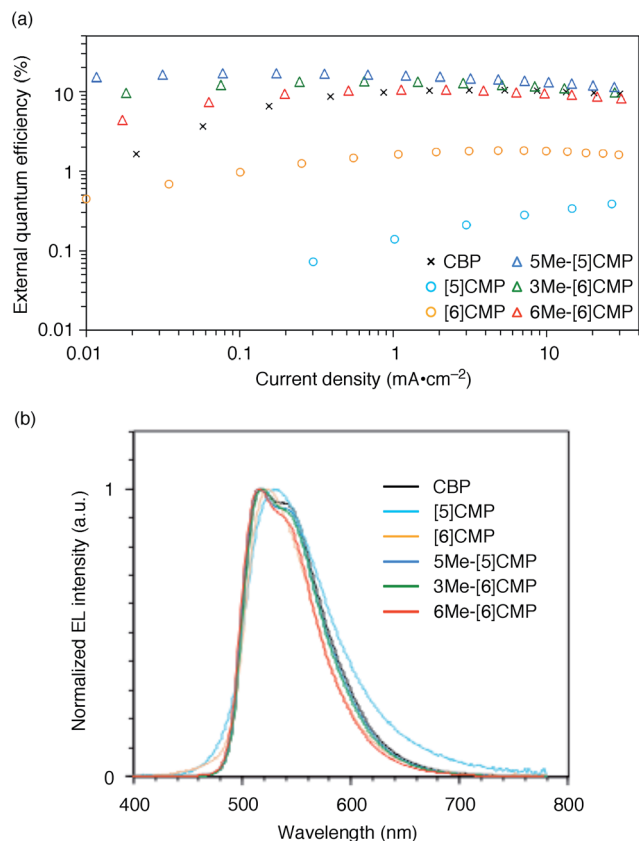 (a)
External quantum efficiency (%)
10
1
0.1
0.01
CBP
[5]CMP
[6]CMP
5Me-[5]CMP
3Me-[6]CMP
6Me-[6]CMP
0.01
0.1
1
10
Current density (mA•cm−2)
(b)
Normalized EL intensity (a.u.)
1
0
CBP
[5]CMP
[6]CMP
5Me-[5]CMP
3Me-[6]CMP
6Me-[6]CMP
400
500
600
700
800
Wavelength (nm)